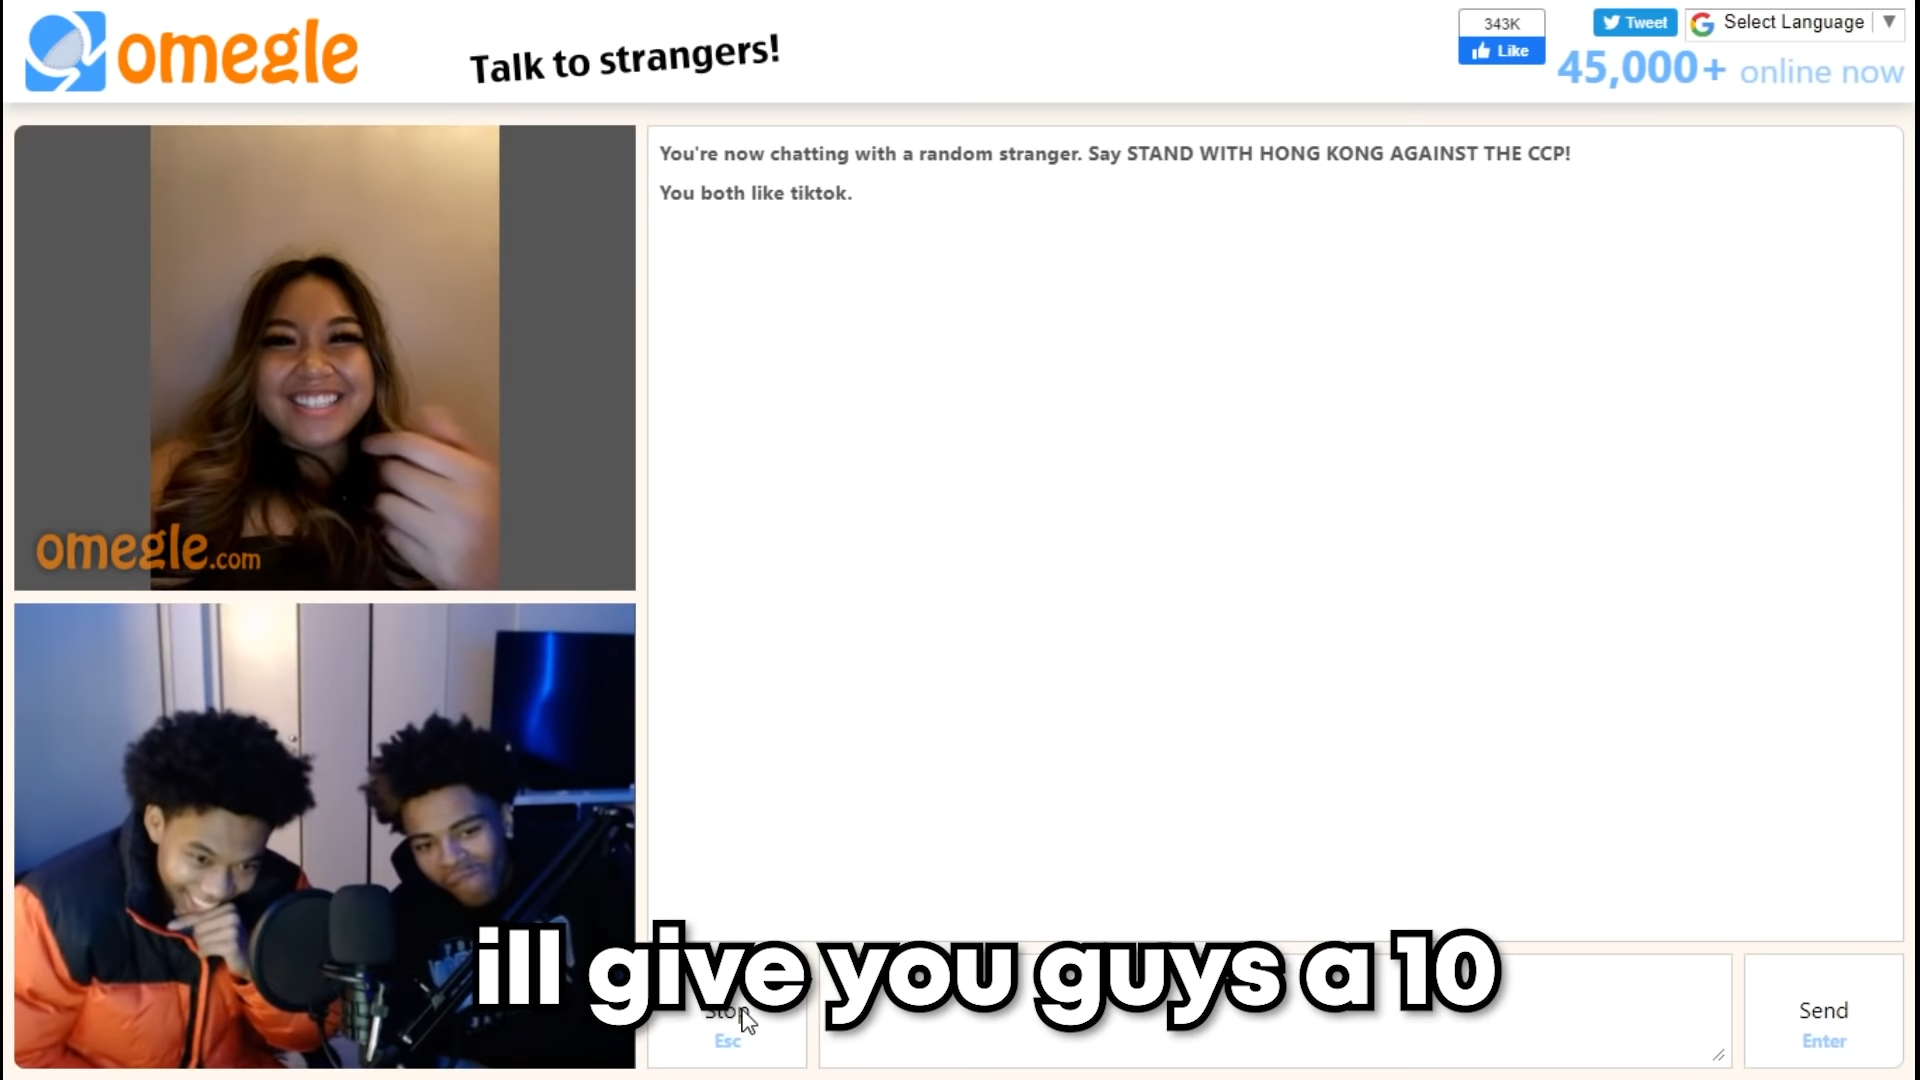 omegle
Talk to strangers!
343K
Like
Tweet
Select Language
45,000+ online now
You're now chatting with a random stranger. Say STAND WITH HONG KONG AGAINST THE CCP!
You both like tiktok.
omegle.com
ill give you guys a 10
Stop
Esc
Send
Enter